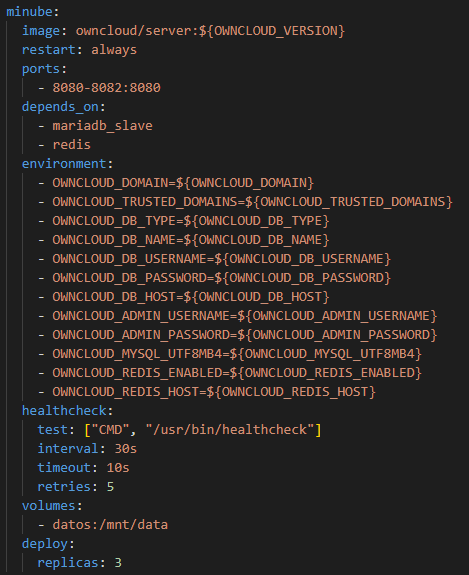 minube:
  image: owncloud/server:${OWNCLOUD_VERSION}
  restart: always
  ports:
    - 8080-8082:8080
  depends_on:
    - mariadb_slave
    - redis
  environment:
    - OWNCLOUD_DOMAIN=${OWNCLOUD_DOMAIN}
    - OWNCLOUD_TRUSTED_DOMAINS=${OWNCLOUD_TRUSTED_DOMAINS}
    - OWNCLOUD_DB_TYPE=${OWNCLOUD_DB_TYPE}
    - OWNCLOUD_DB_NAME=${OWNCLOUD_DB_NAME}
    - OWNCLOUD_DB_USERNAME=${OWNCLOUD_DB_USERNAME}
    - OWNCLOUD_DB_PASSWORD=${OWNCLOUD_DB_PASSWORD}
    - OWNCLOUD_DB_HOST=${OWNCLOUD_DB_HOST}
    - OWNCLOUD_ADMIN_USERNAME=${OWNCLOUD_ADMIN_USERNAME}
    - OWNCLOUD_ADMIN_PASSWORD=${OWNCLOUD_ADMIN_PASSWORD}
    - OWNCLOUD_MYSQL_UTF8MB4=${OWNCLOUD_MYSQL_UTF8MB4}
    - OWNCLOUD_REDIS_ENABLED=${OWNCLOUD_REDIS_ENABLED}
    - OWNCLOUD_REDIS_HOST=${OWNCLOUD_REDIS_HOST}
  healthcheck:
    test: ["CMD", "/usr/bin/healthcheck"]
    interval: 30s
    timeout: 10s
    retries: 5
  volumes:
    - datos:/mnt/data
  deploy:
    replicas: 3